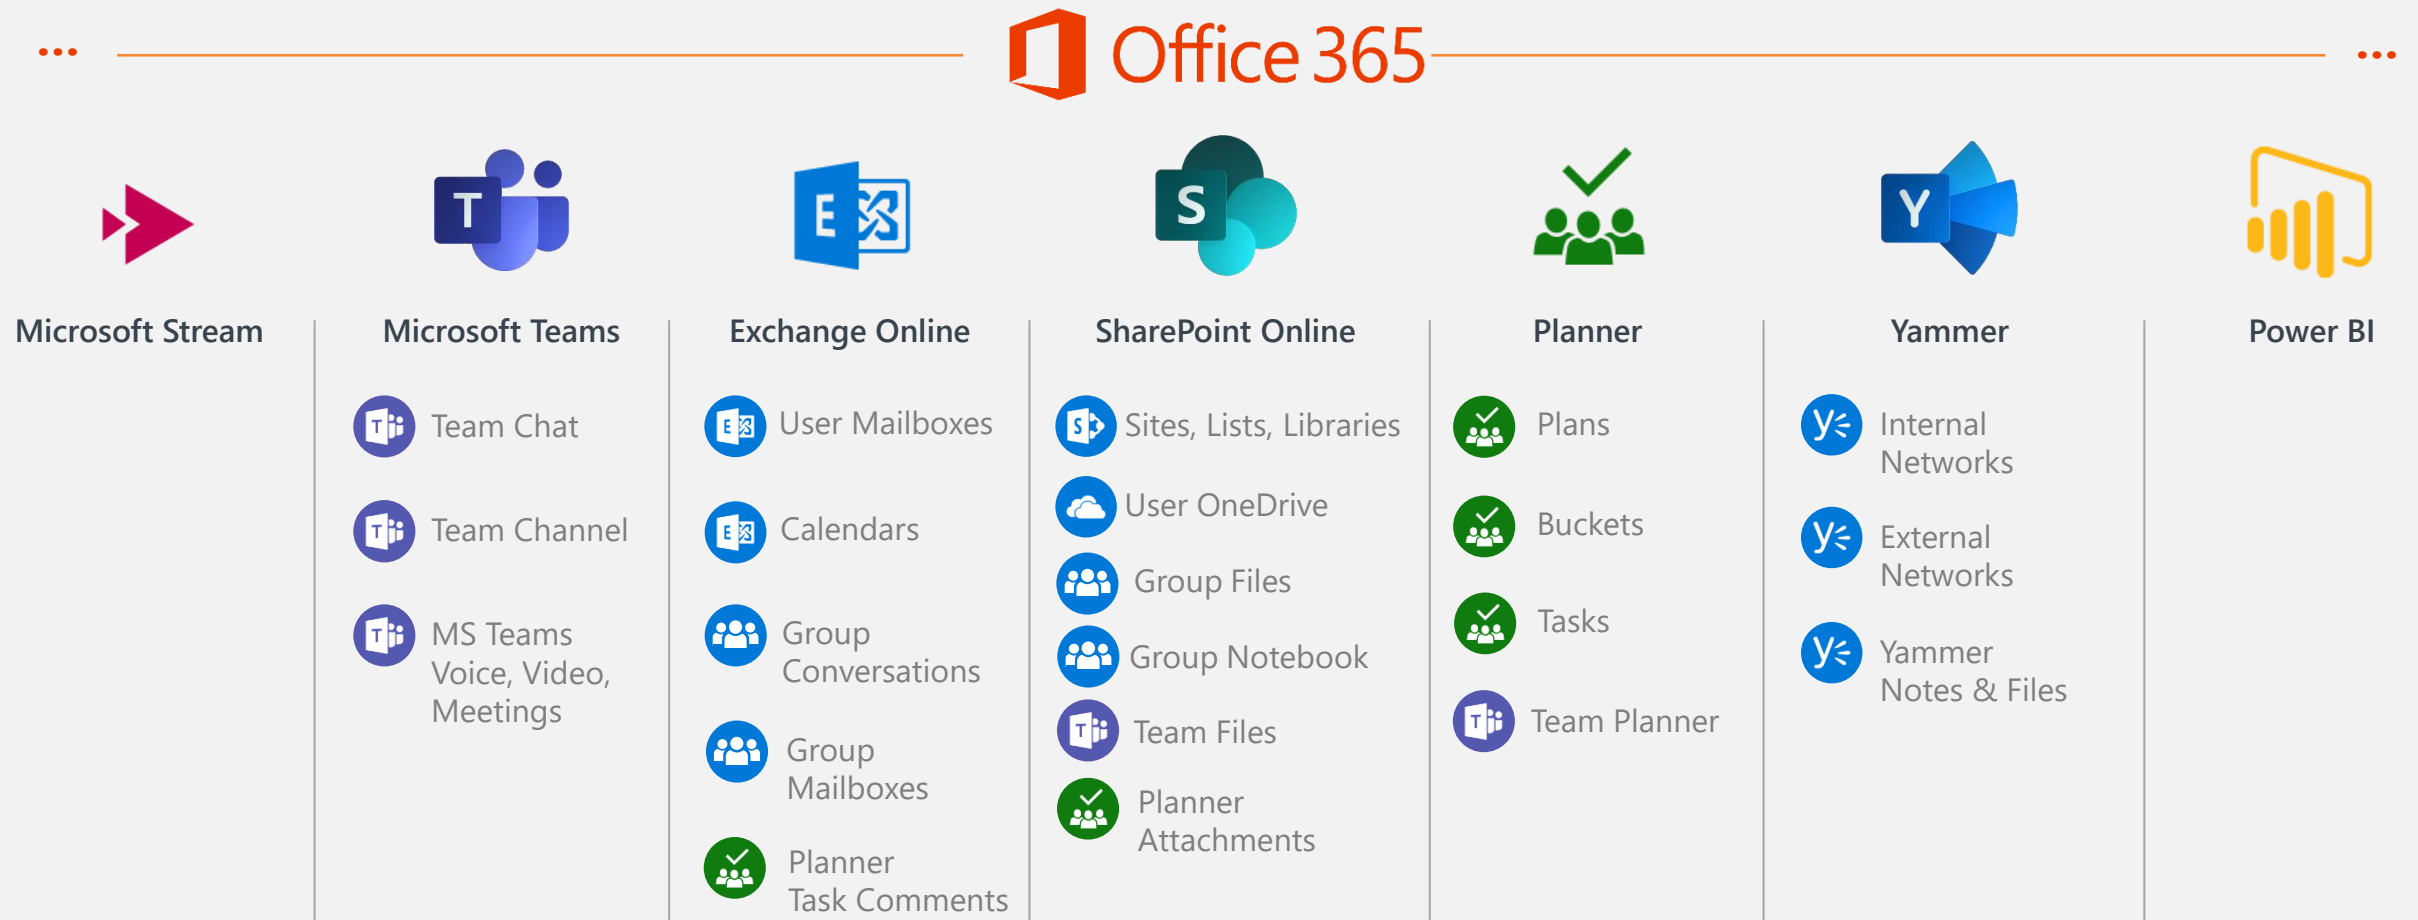 Office 365
Microsoft Stream
Microsoft Teams
Team Chat
Team Channel
MS Teams
Voice, Video,
Meetings
Exchange Online
User Mailboxes
Calendars
Group
Conversations
Group
Mailboxes
Planner
Task Comments
SharePoint Online
Sites, Lists, Libraries
User OneDrive
Group Files
Group Notebook
Team Files
Planner
Attachments
Planner
Plans
Buckets
Tasks
Team Planner
Yammer
Internal
Networks
External
Networks
Yammer
Notes & Files
Power BI